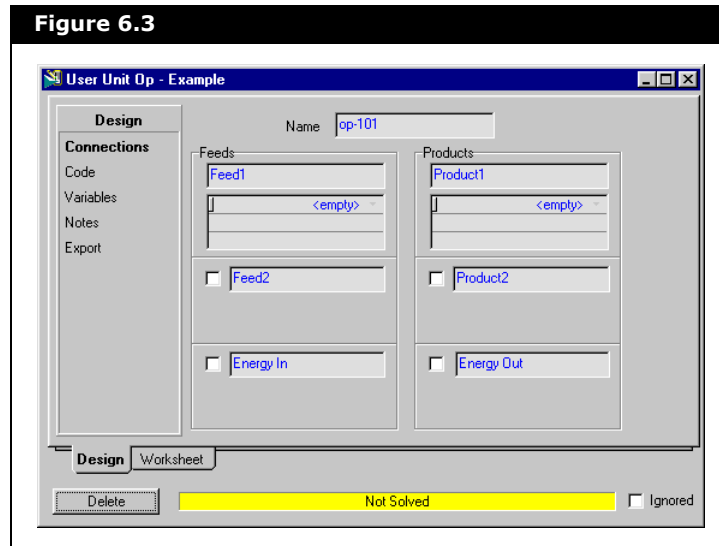 Figure 6.3
User Unit Op - Example
Design
Name op-101
Connections
Code
Variables
Notes
Export
Feeds
Feed1
<empty>
Feed2
Energy In
Products
Product1
<empty>
Product2
Energy Out
Design Worksheet
Delete Not Solved Ignored